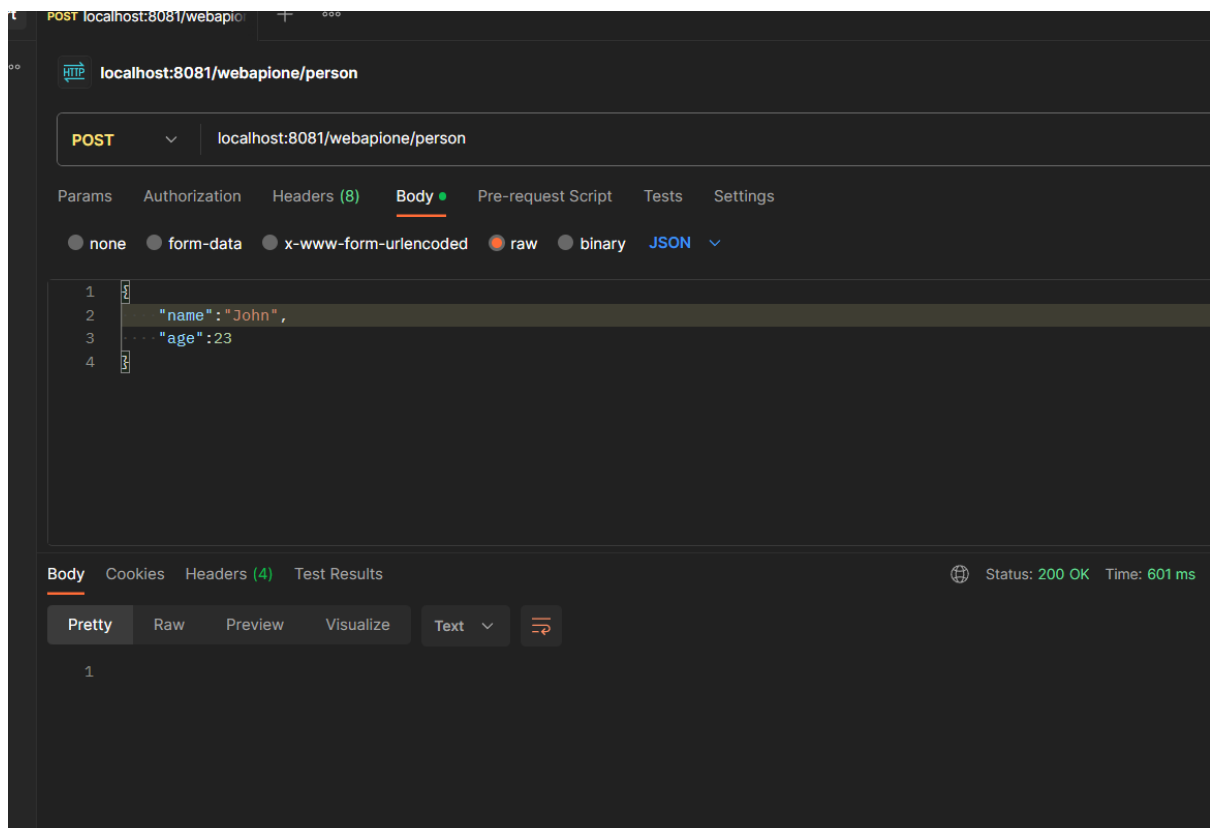 POST localhost:8081/webapio
localhost:8081/webapione/person
POST localhost:8081/webapione/person
Params Authorization Headers (8) Body Pre-request Script Tests Settings
none form-data x-www-form-urlencoded raw binary JSON
1 {
2 "name":"John",
3 "age":23
4 }
Body Cookies Headers (4) Test Results Status: 200 OK Time: 601 ms
Pretty Raw Preview Visualize Text
1